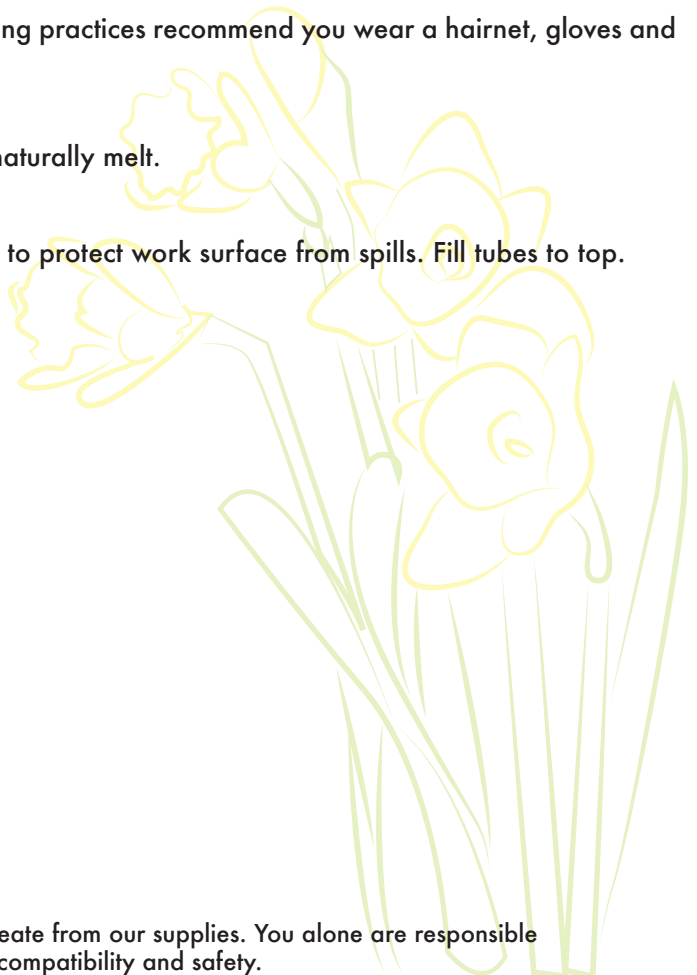 ng practices recommend you wear a hairnet, gloves and
naturally melt.
to protect work surface from spills. Fill tubes to top.
eate from our supplies. You alone are responsible
compatibility and safety.